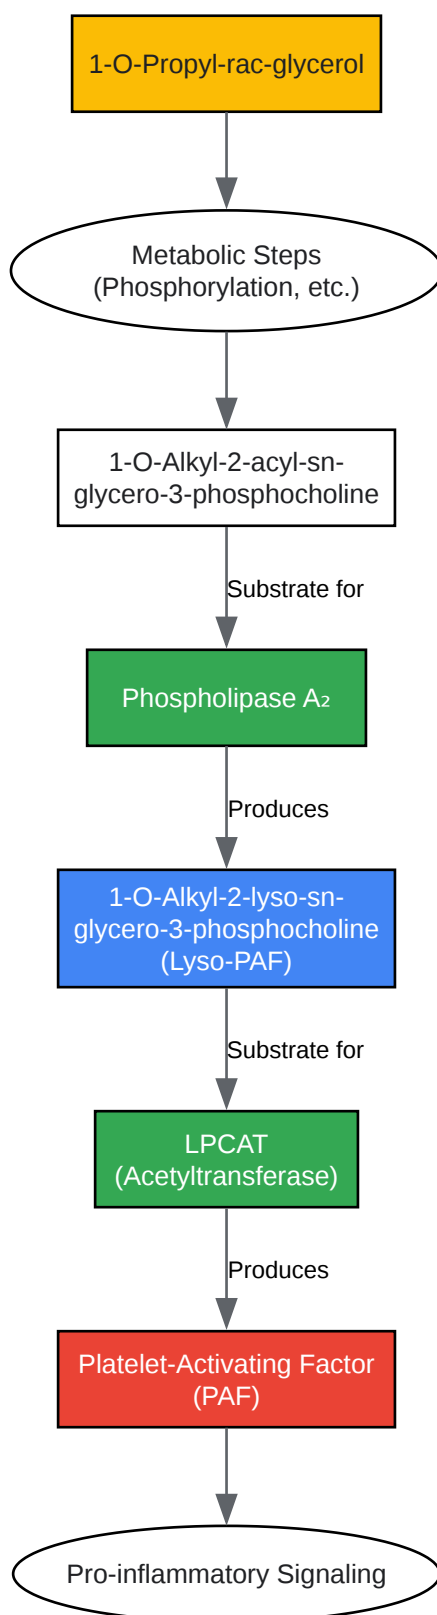 1-O-Propyl-rac-glycerol
Metabolic Steps
(Phosphorylation, etc.)
1-O-Alkyl-2-acyl-sn-
glycero-3-phosphocholine
Substrate for
Phospholipase A₂
Produces
1-O-Alkyl-2-lyso-sn-
glycero-3-phosphocholine
(Lyso-PAF)
Substrate for
LPCAT
(Acetyltransferase)
Produces
Platelet-Activating Factor
(PAF)
Pro-inflammatory Signaling